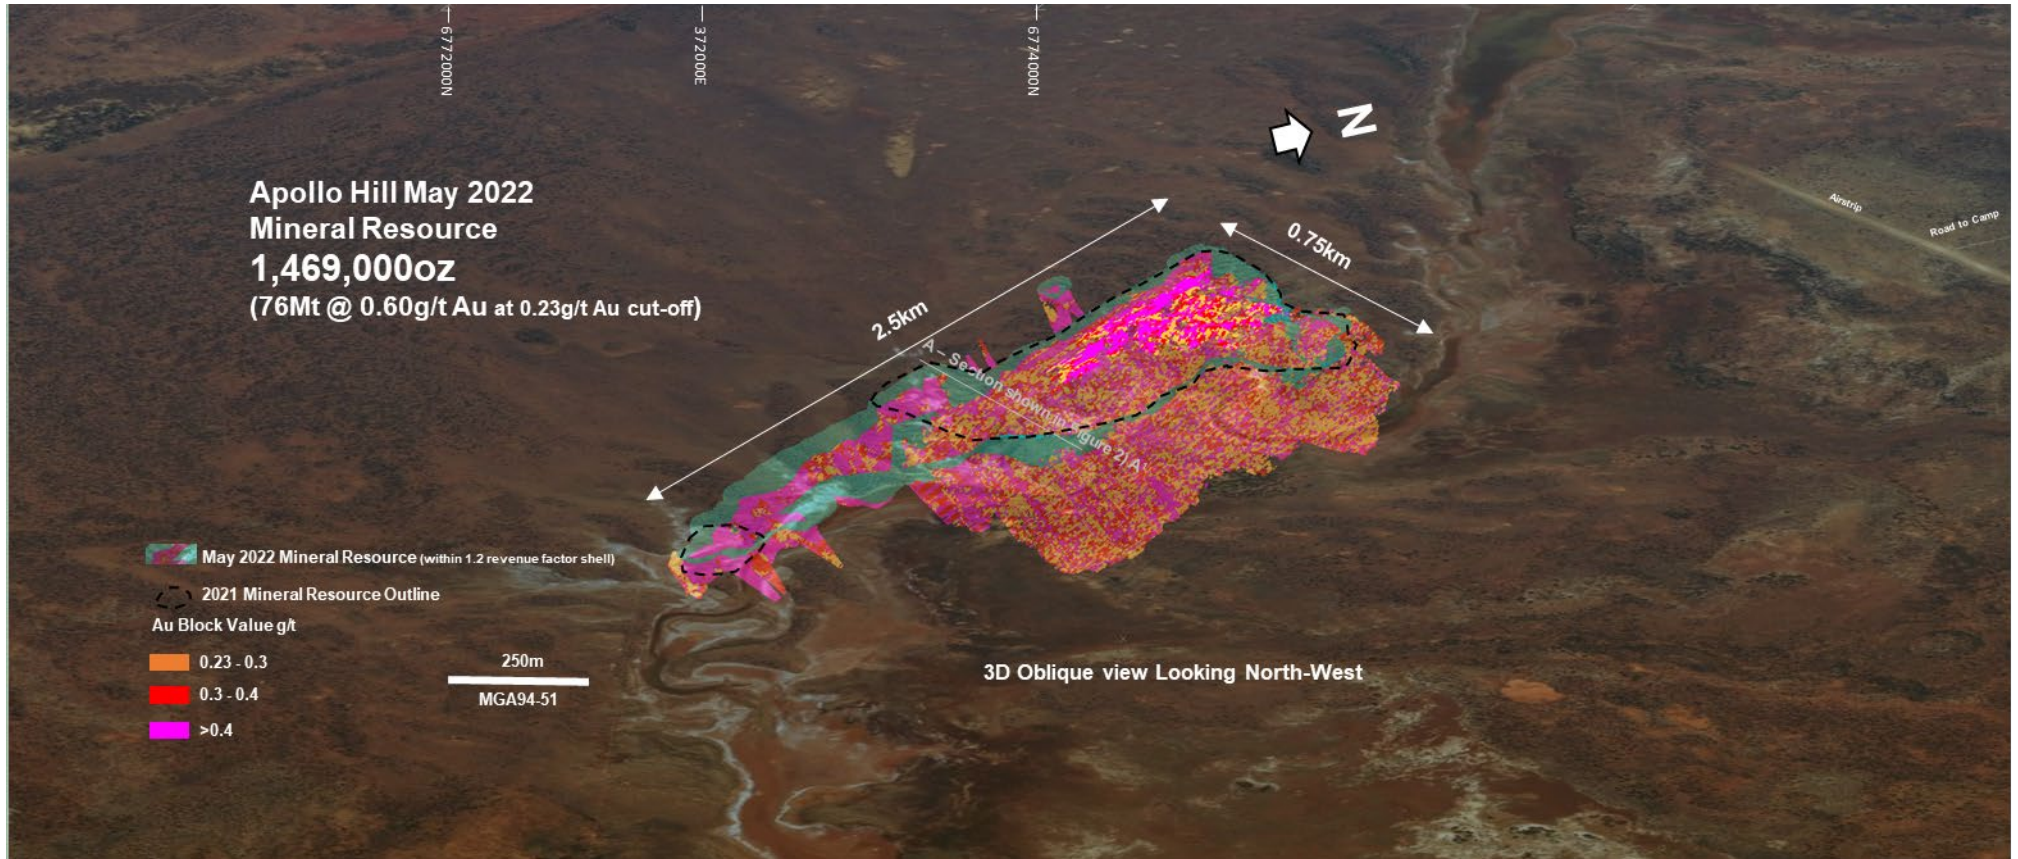 6772000N
372000E
6774000N
N
Airstrip
Road to Camp
Apollo Hill May 2022
Mineral Resource
1,469,000oz
(76Mt @ 0.60g/t Au at 0.23g/t Au cut-off)
0.75km
2.5km
A – Section shown in Figure 2) A¹
May 2022 Mineral Resource (within 1.2 revenue factor shell)
2021 Mineral Resource Outline
Au Block Value g/t
0.23 - 0.3
0.3 - 0.4
>0.4
250m
MGA94-51
3D Oblique view Looking North-West